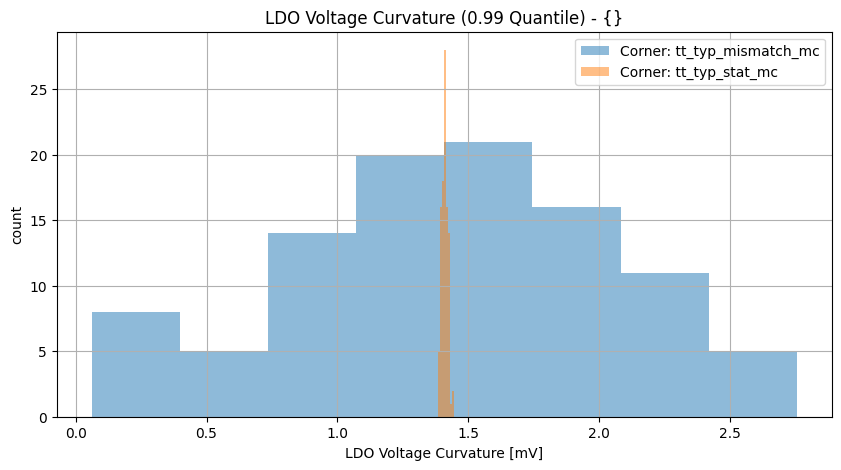 LDO Voltage Curvature (0.99 Quantile) - {}
Corner: tt_typ_mismatch_mc
Corner: tt_typ_stat_mc
count
25
20
15
10
5
0
0.0 0.5 1.0 1.5 2.0 2.5
LDO Voltage Curvature [mV]